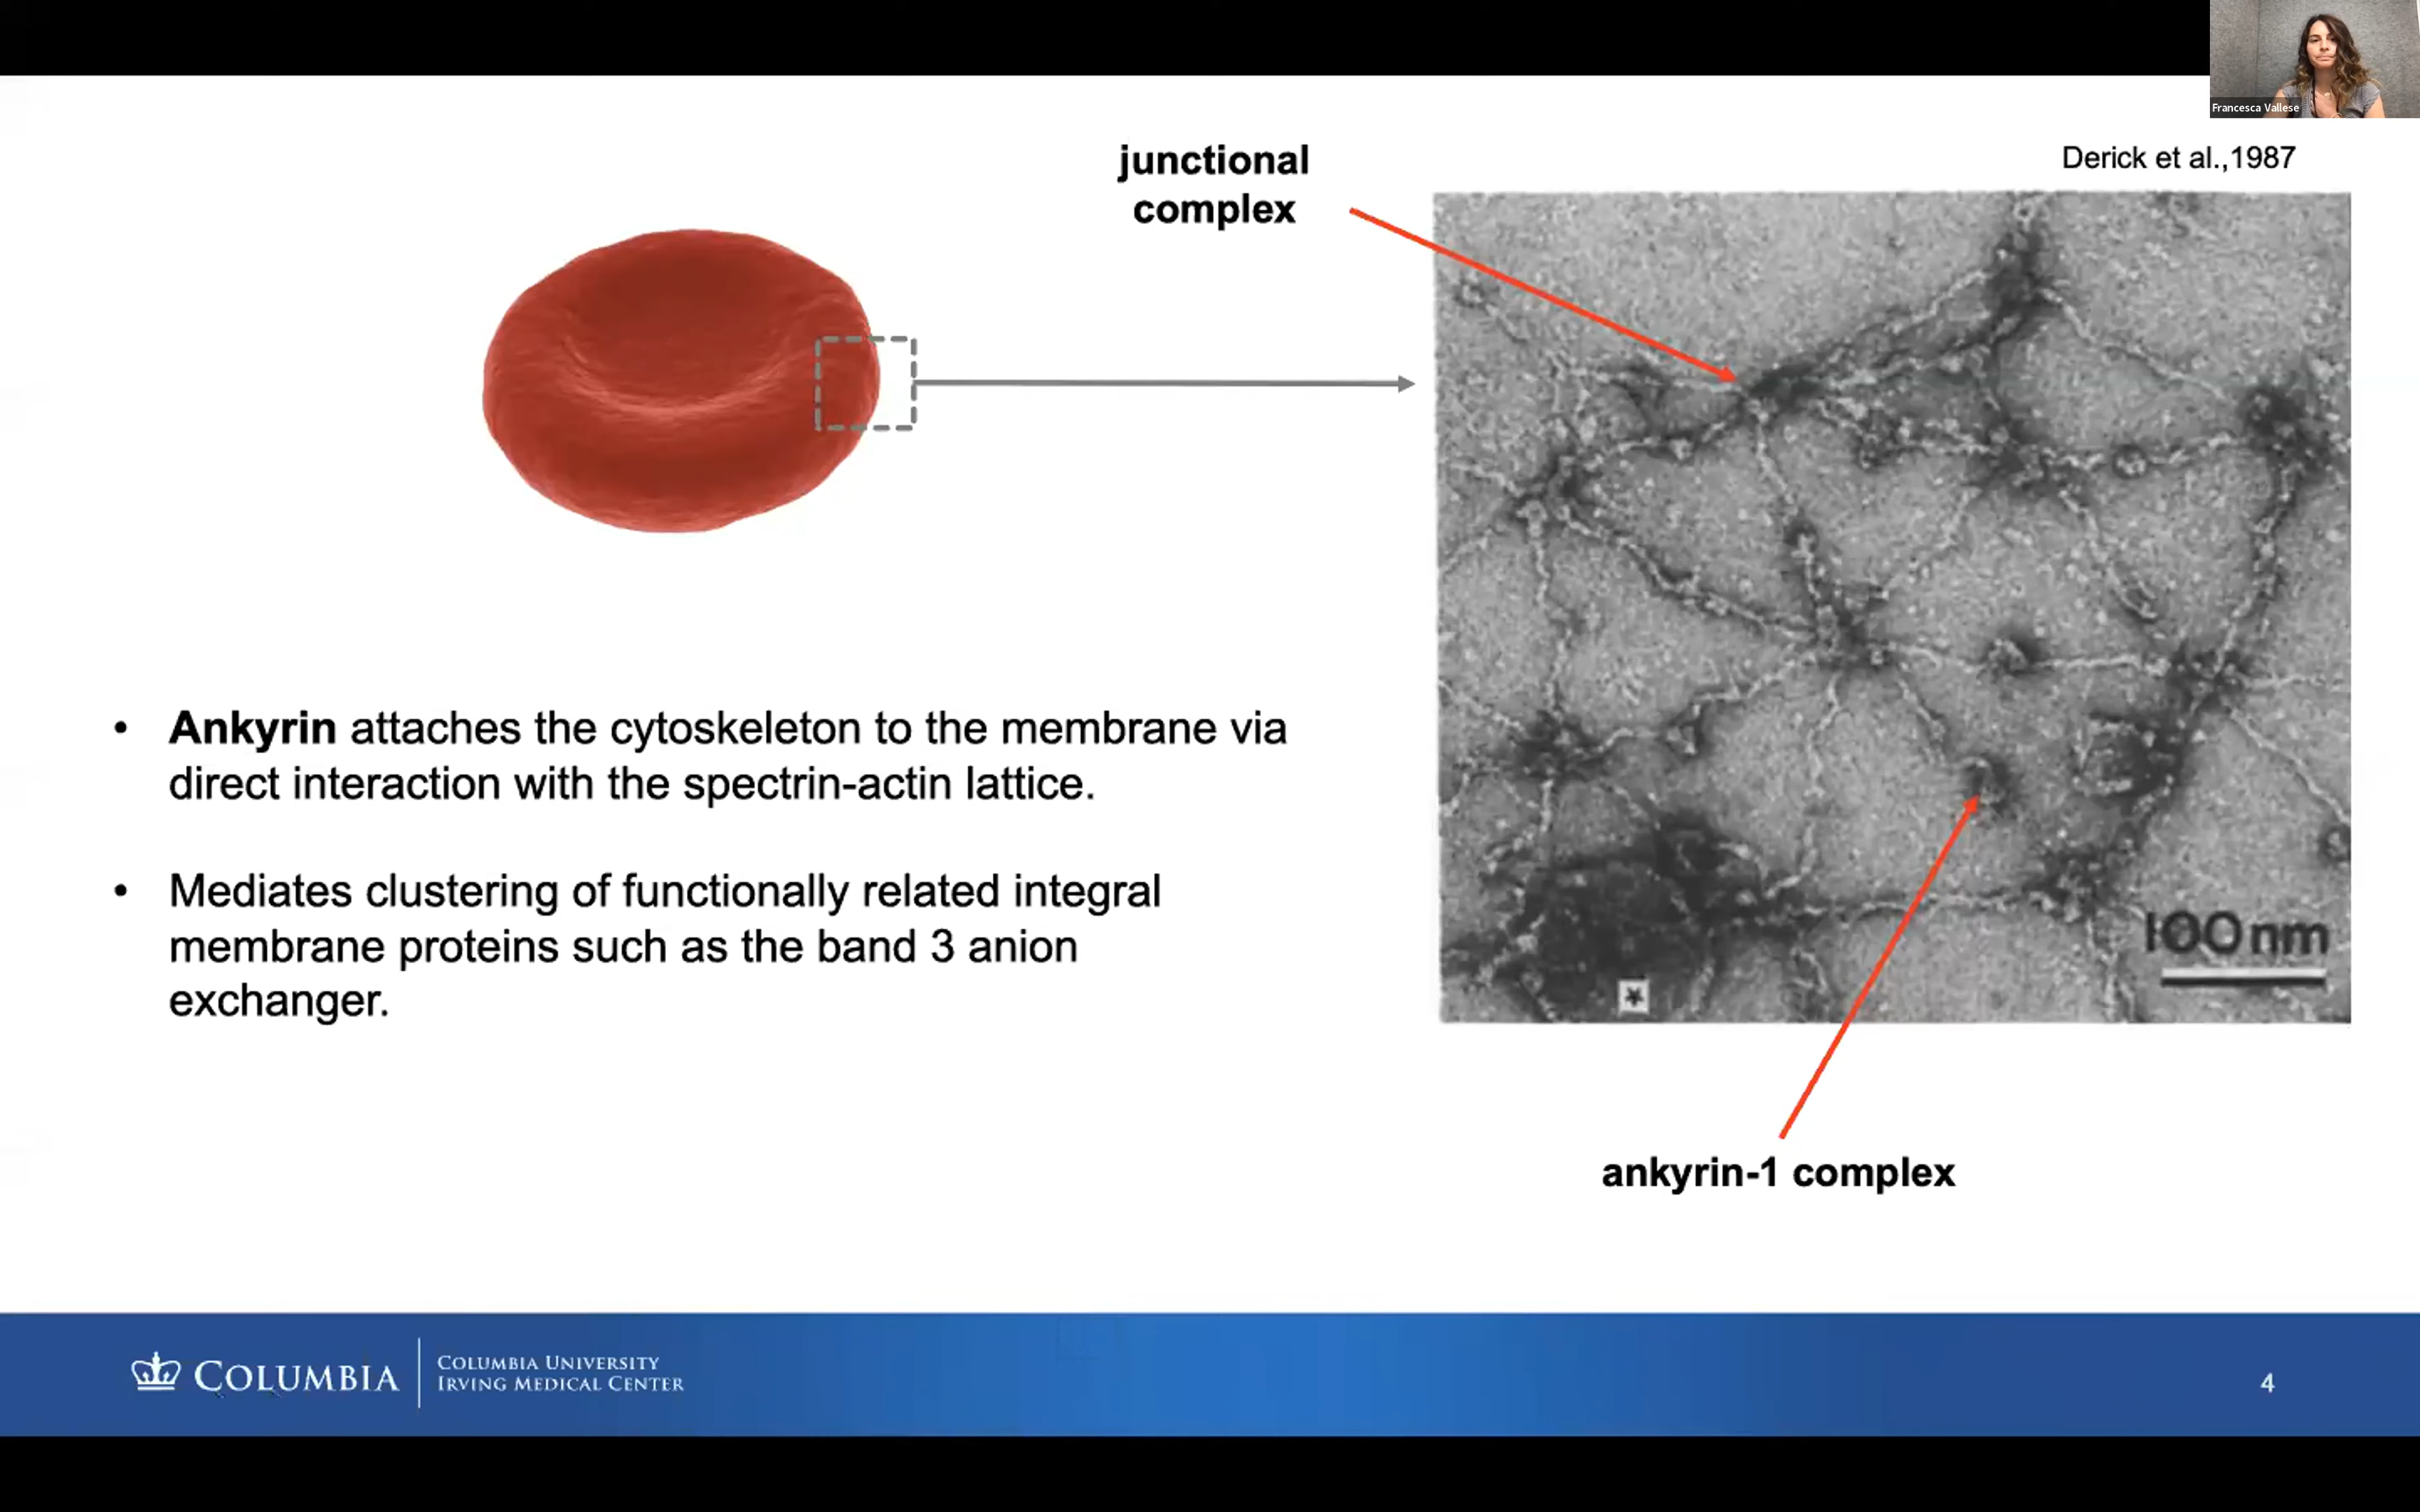 Francesca Vallese
junctional
complex
Derick et al.,1987
• Ankyrin attaches the cytoskeleton to the membrane via
direct interaction with the spectrin-actin lattice.
• Mediates clustering of functionally related integral
membrane proteins such as the band 3 anion
exchanger.
100 nm
ankyrin-1 complex
COLUMBIA
COLUMBIA UNIVERSITY
IRVING MEDICAL CENTER
4